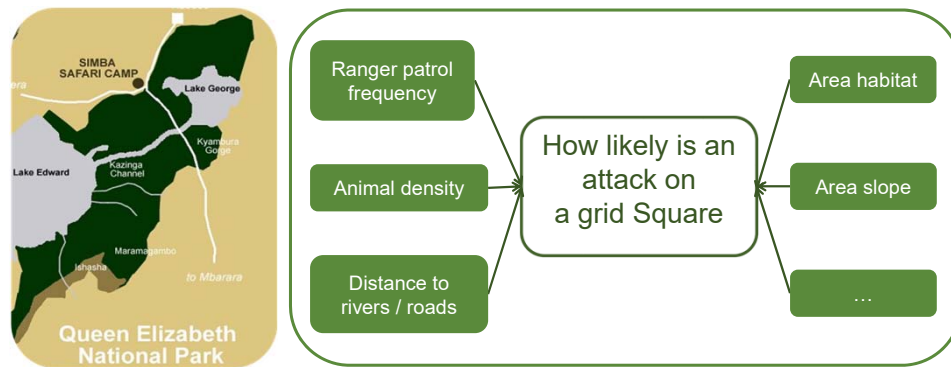 SIMBA
SAFARI CAMP
Lake George
Kyambura
Gorge
Kazinga
Channel
Lake Edward
Maramagambo
Ishasha
to Mbarara
Queen Elizabeth
National Park
Ranger patrol
frequency
Animal density
Distance to
rivers / roads
How likely is an
attack on
a grid Square
Area habitat
Area slope
...